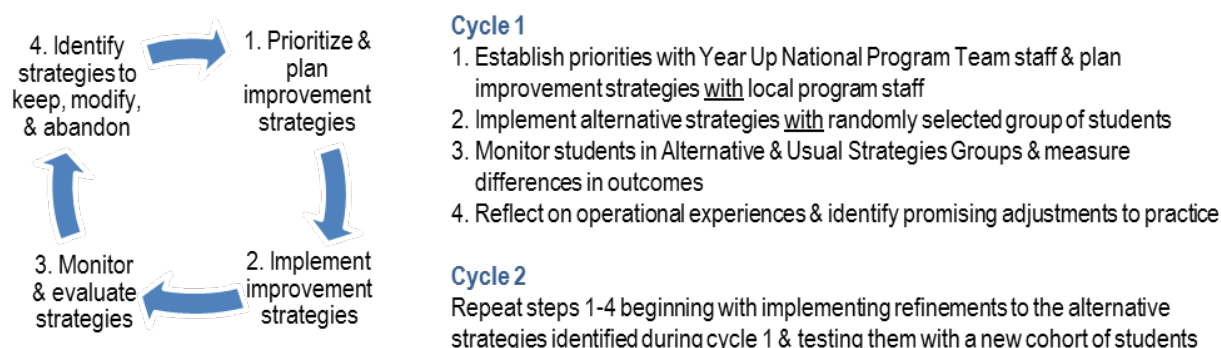 4. Identify
strategies to
keep, modify,
& abandon
1. Prioritize &
plan
improvement
strategies
3. Monitor
& evaluate
strategies
2. Implement
improvement
strategies
Cycle 1
1. Establish priorities with Year Up National Program Team staff & plan
improvement strategies with local program staff
2. Implement alternative strategies with randomly selected group of students
3. Monitor students in Alternative & Usual Strategies Groups & measure
differences in outcomes
4. Reflect on operational experiences & identify promising adjustments to practice
Cycle 2
Repeat steps 1-4 beginning with implementing refinements to the alternative
strategies identified during cycle 1 & testing them with a new cohort of students